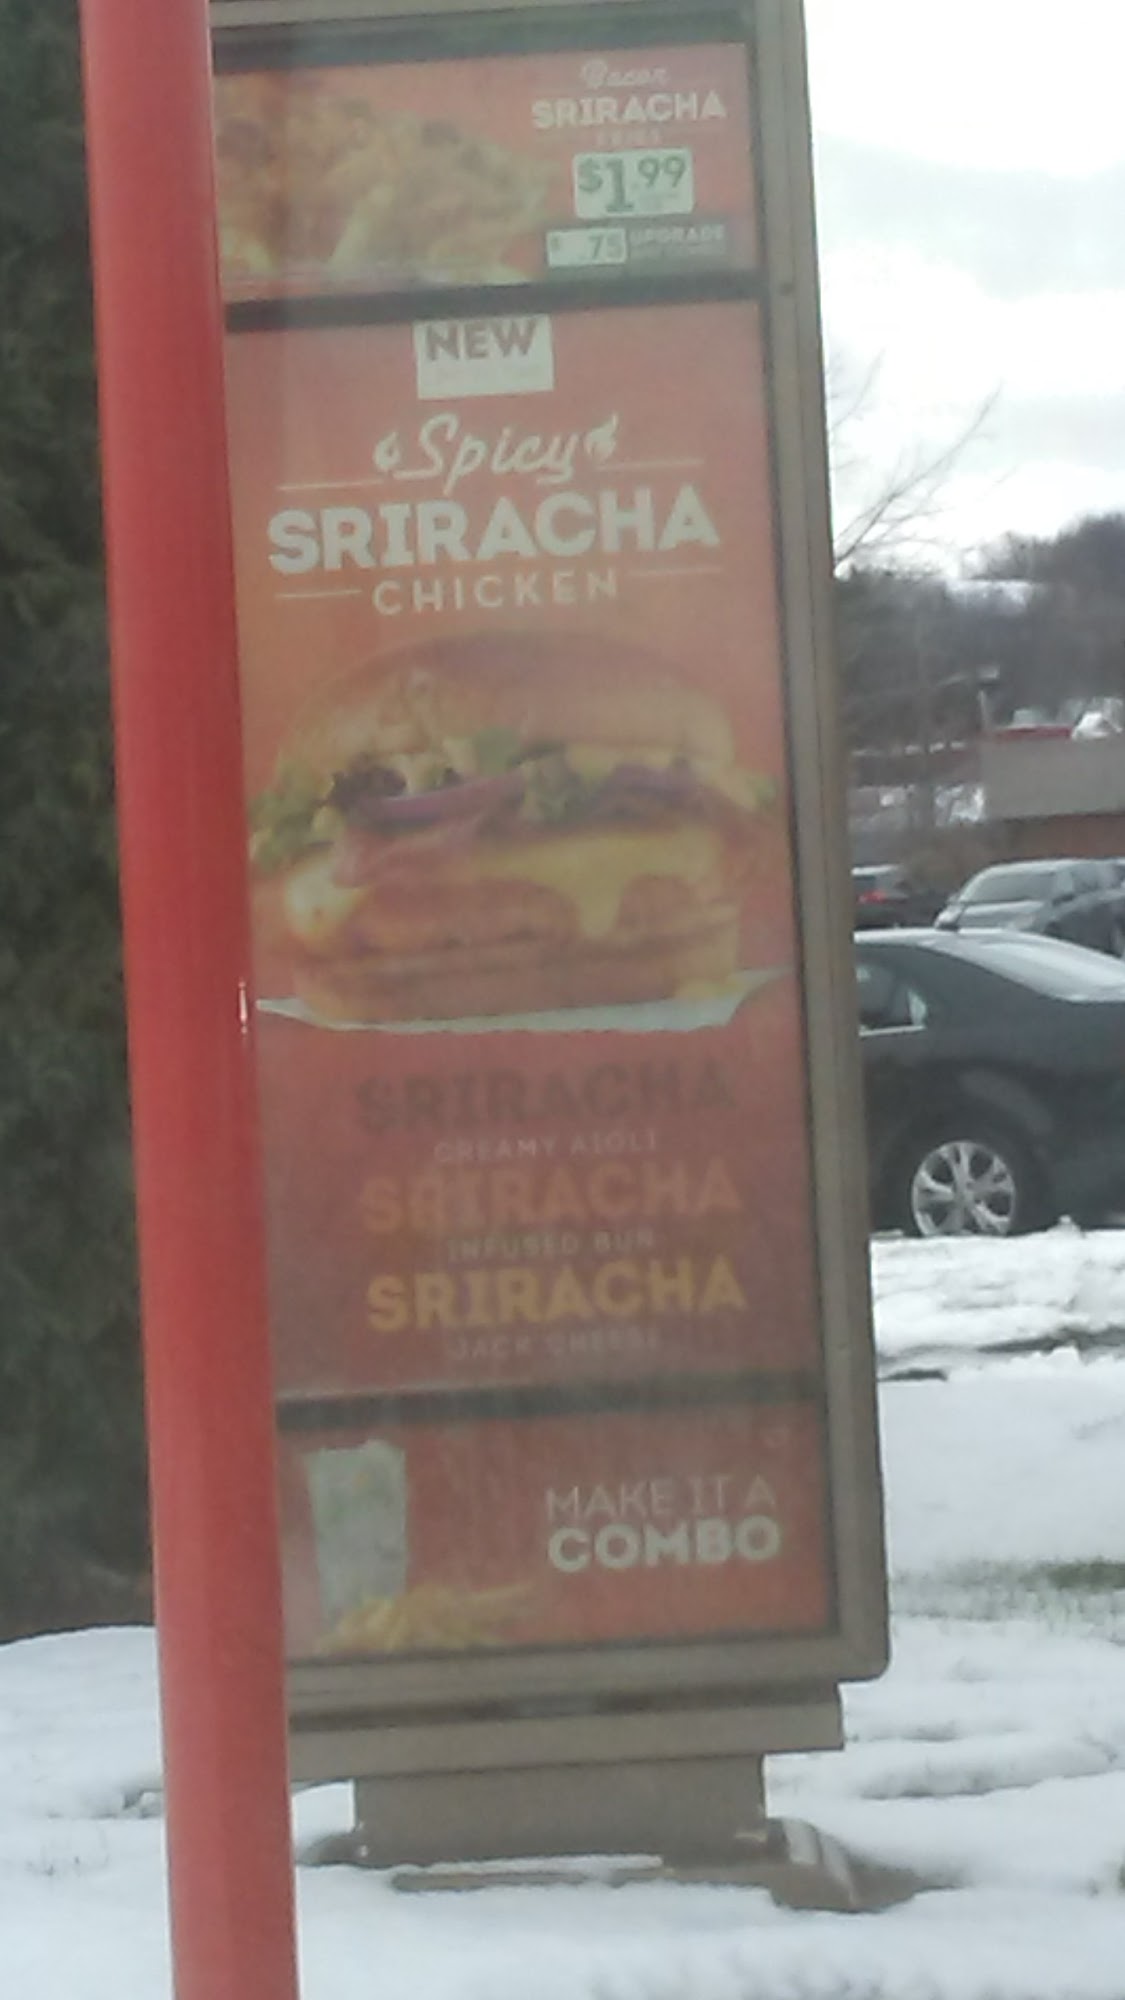 Bacon
SRIRACHA
FRIES
$1.99
$ .75 UPGRADE
NEW
Spicy
SRIRACHA
CHICKEN
SRIRACHA
CREAMY AIOLI
SRIRACHA
INFUSED BUN
SRIRACHA
JACK CHEESE
MAKE IT A
COMBO